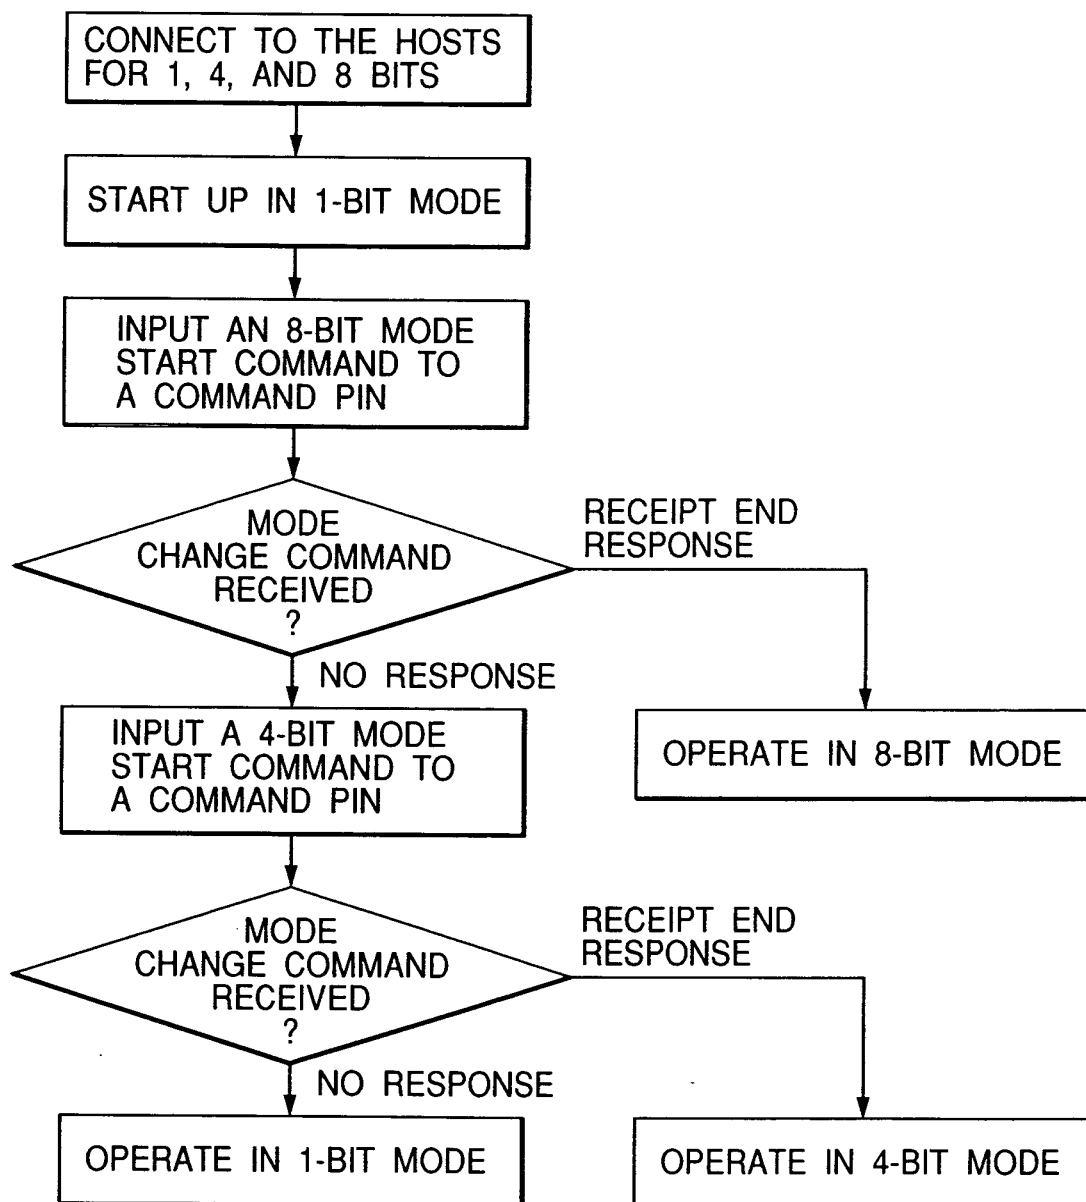 CONNECT TO THE HOSTS
FOR 1, 4, AND 8 BITS
START UP IN 1-BIT MODE
INPUT AN 8-BIT MODE
START COMMAND TO
A COMMAND PIN
MODE
CHANGE COMMAND
RECEIVED
?
RECEIPT END
RESPONSE
NO RESPONSE
INPUT A 4-BIT MODE
START COMMAND TO
A COMMAND PIN
OPERATE IN 8-BIT MODE
MODE
CHANGE COMMAND
RECEIVED
?
RECEIPT END
RESPONSE
NO RESPONSE
OPERATE IN 1-BIT MODE
OPERATE IN 4-BIT MODE